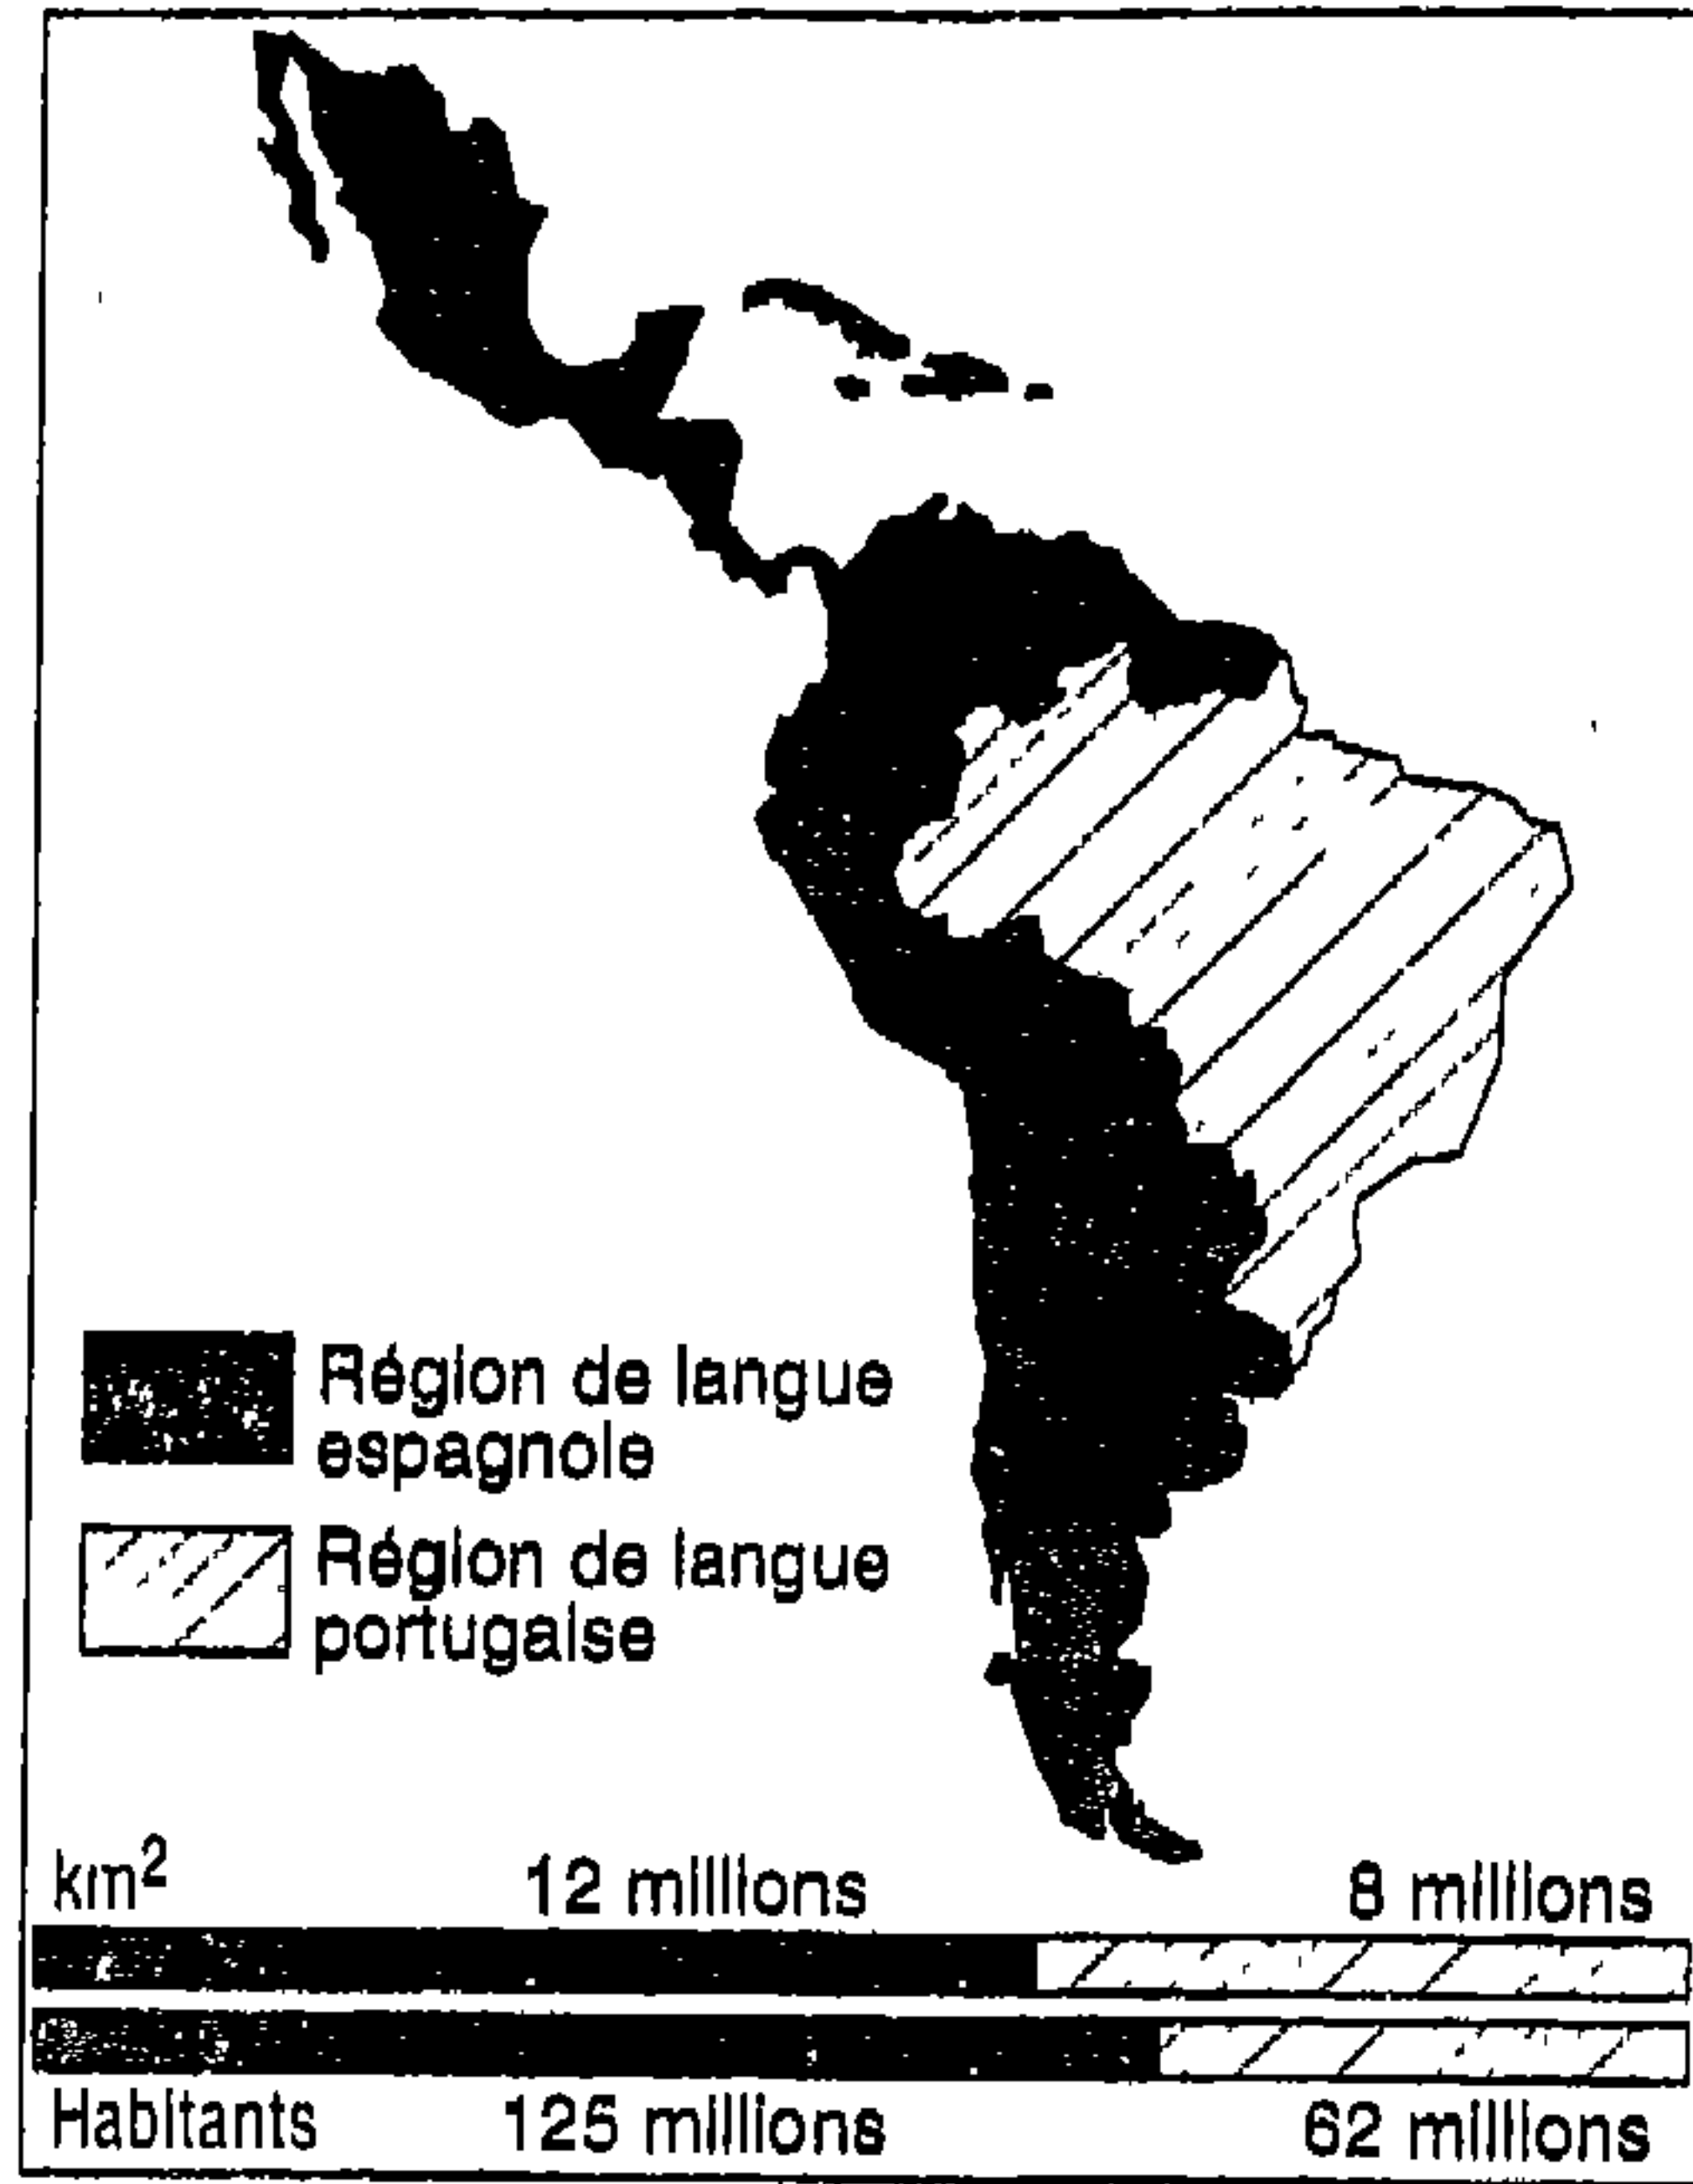 Région de langue
espagnole
Région de langue
portugaise
km² 12 millions 8 millions
Habitants 125 millions 62 millions